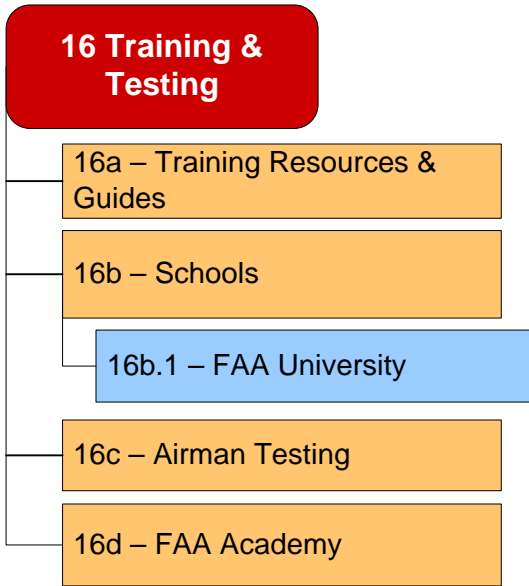 16 Training &
Testing
16a – Training Resources &
Guides
16b – Schools
16b.1 – FAA University
16c – Airman Testing
16d – FAA Academy